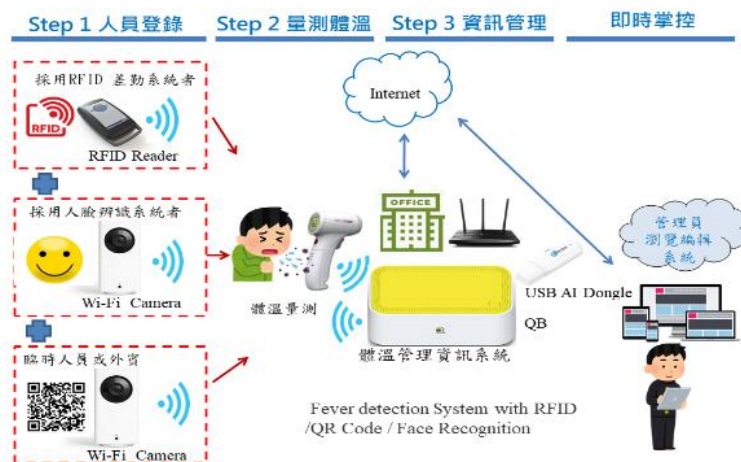 Step 1 人員登錄
Step 2 量測體溫
Step 3 資訊管理
即時掌控
採用RFID 差勤系統者
RFID
RFID Reader
採用人臉辨識系統者
Wi-Fi Camera
臨時人員或外賓
Wi-Fi Camera
體溫量測
Internet
OFFICE
USB AI Dongle
QB
體溫管理資訊系統
管理員
瀏覽編輯
系統
Fever detection System with RFID
/QR Code / Face Recognition